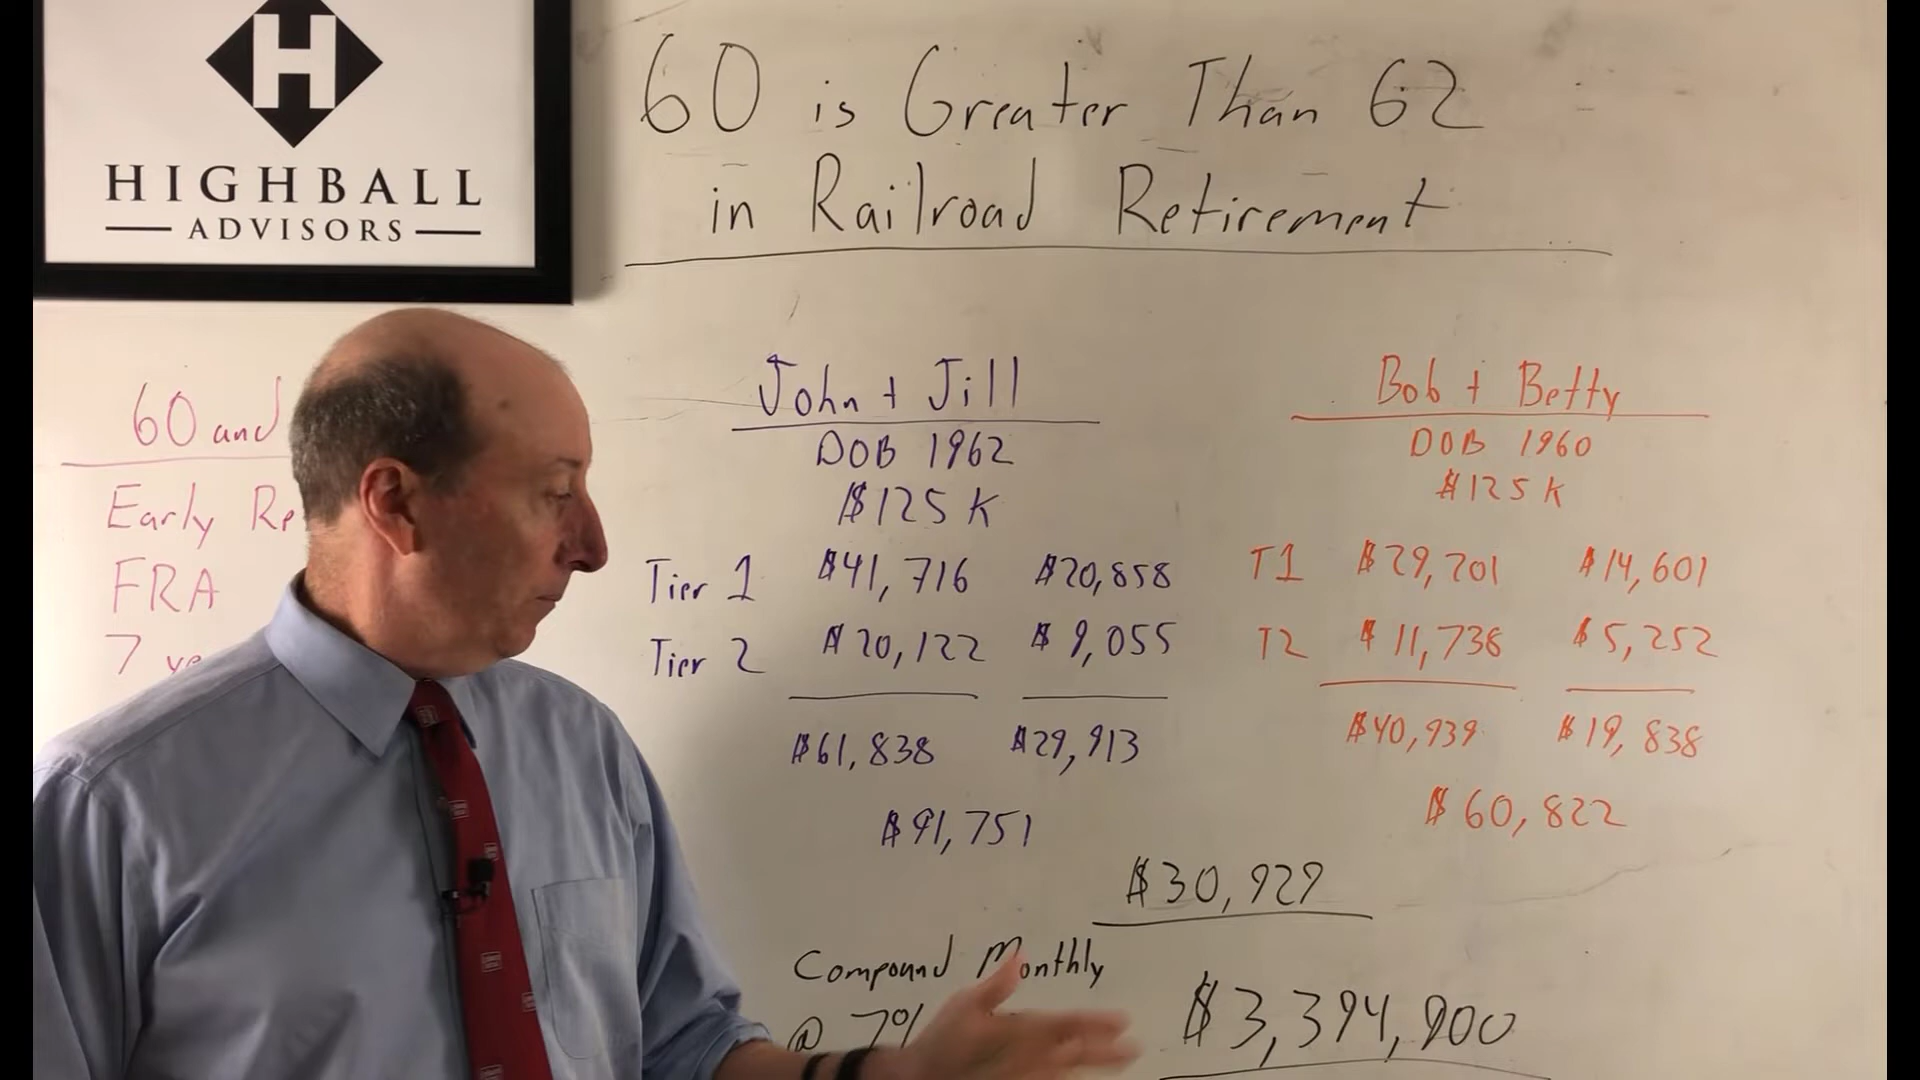 H
HIGHBALL
ADVISORS
60 is Greater Than 62
in Railroad Retirement
60 and
Early Re
FRA
7 ye
John + Jill
DOB 1962
$125 K
Tier 1 $41,716 $20,858
Tier 2 $20,122 $9,055
$61,838 $29,913
$91,751
Bob + Betty
DOB 1960
$125 K
T1 $29,201 $14,601
T2 $11,738 $5,252
$40,939 $19,838
$60,822
$30,929
Compound Monthly
@ 7%
$3,394,900